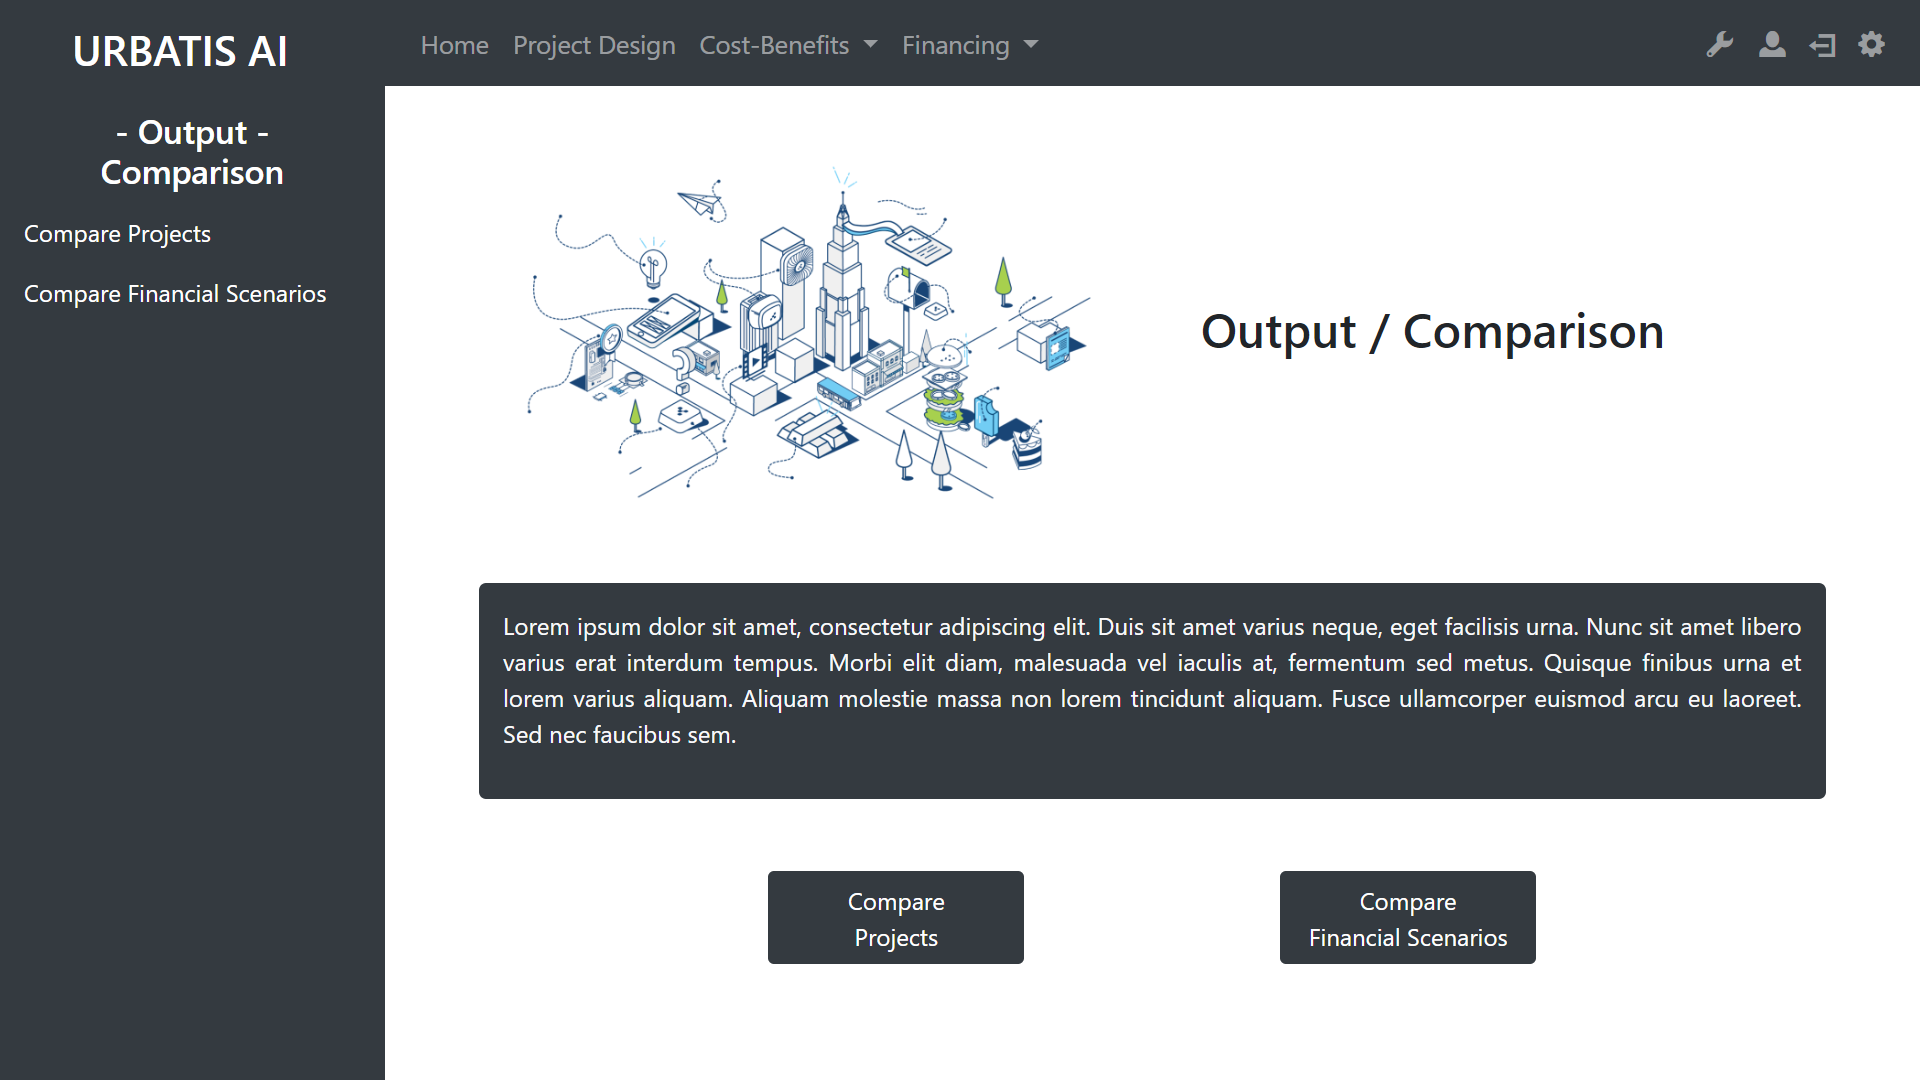 URBATIS AI
Home Project Design Cost-Benefits Financing
- Output -
Comparison
Compare Projects
Compare Financial Scenarios
Output / Comparison
Lorem ipsum dolor sit amet, consectetur adipiscing elit. Duis sit amet varius neque, eget facilisis urna. Nunc sit amet libero
varius erat interdum tempus. Morbi elit diam, malesuada vel iaculis at, fermentum sed metus. Quisque finibus urna et
lorem varius aliquam. Aliquam molestie massa non lorem tincidunt aliquam. Fusce ullamcorper euismod arcu eu laoreet.
Sed nec faucibus sem.
Compare
Projects
Compare
Financial Scenarios